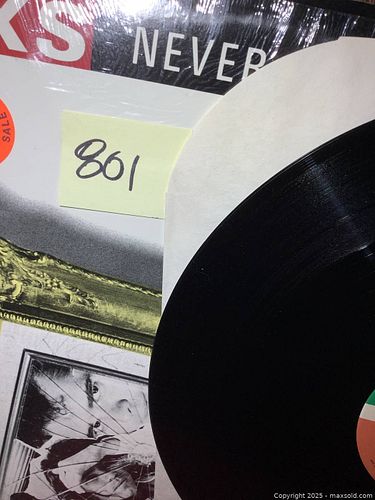 KS
NEVER
SALE
801
Copyright © 2025 - maxsold.com